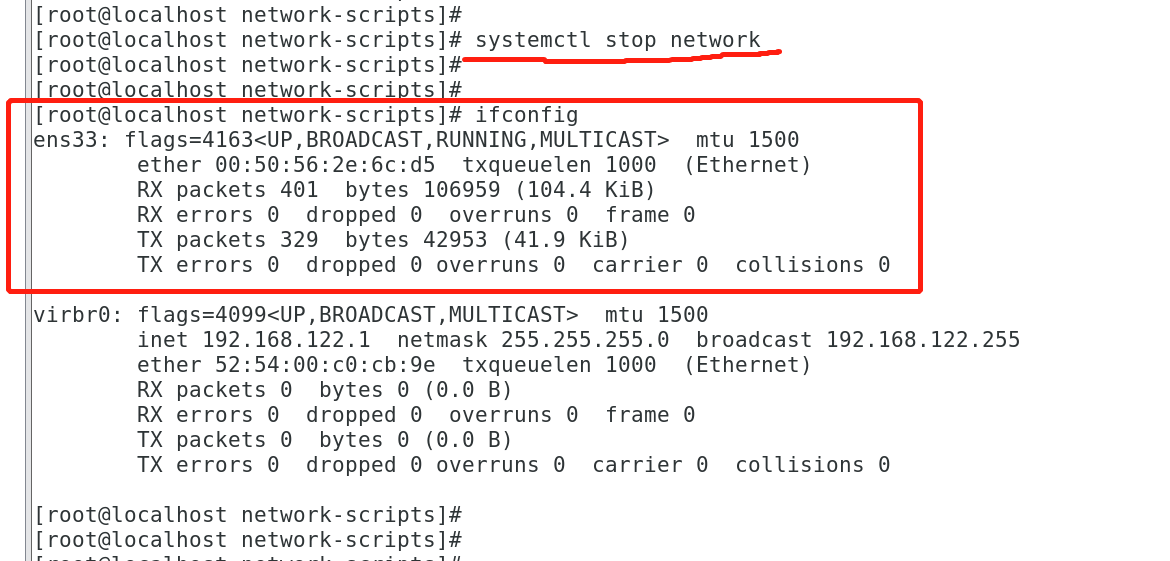 [root@localhost network-scripts]#
[root@localhost network-scripts]# systemctl stop network
[root@localhost network-scripts]#
[root@localhost network-scripts]#
[root@localhost network-scripts]# ifconfig
ens33: flags=4163<UP,BROADCAST,RUNNING,MULTICAST>  mtu 1500
        ether 00:50:56:2e:6c:d5  txqueuelen 1000  (Ethernet)
        RX packets 401  bytes 106959 (104.4 KiB)
        RX errors 0  dropped 0  overruns 0  frame 0
        TX packets 329  bytes 42953 (41.9 KiB)
        TX errors 0  dropped 0 overruns 0  carrier 0  collisions 0
virbr0: flags=4099<UP,BROADCAST,MULTICAST>  mtu 1500
        inet 192.168.122.1  netmask 255.255.255.0  broadcast 192.168.122.255
        ether 52:54:00:c0:cb:9e  txqueuelen 1000  (Ethernet)
        RX packets 0  bytes 0 (0.0 B)
        RX errors 0  dropped 0  overruns 0  frame 0
        TX packets 0  bytes 0 (0.0 B)
        TX errors 0  dropped 0 overruns 0  carrier 0  collisions 0
[root@localhost network-scripts]#
[root@localhost network-scripts]#
[root@localhost network-scripts]#